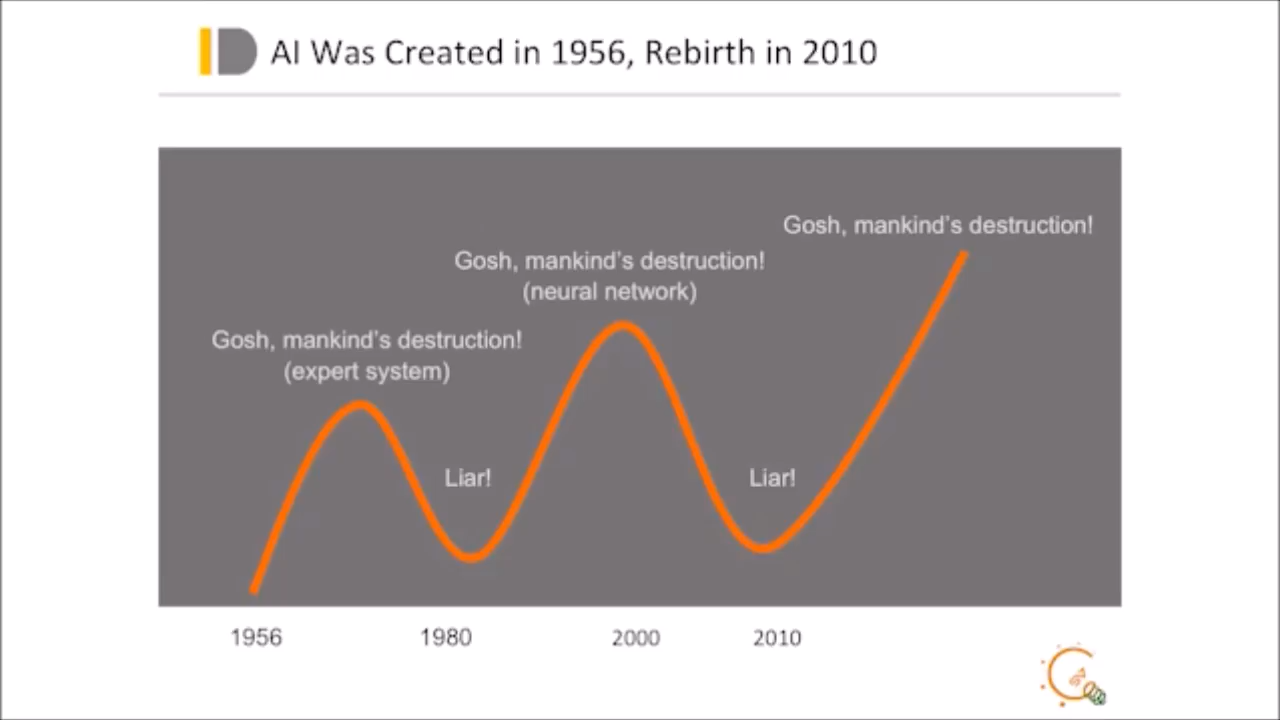 AI Was Created in 1956, Rebirth in 2010
Gosh, mankind's destruction!
Gosh, mankind's destruction!
(neural network)
Gosh, mankind's destruction!
(expert system)
Liar!
Liar!
1956
1980
2000
2010